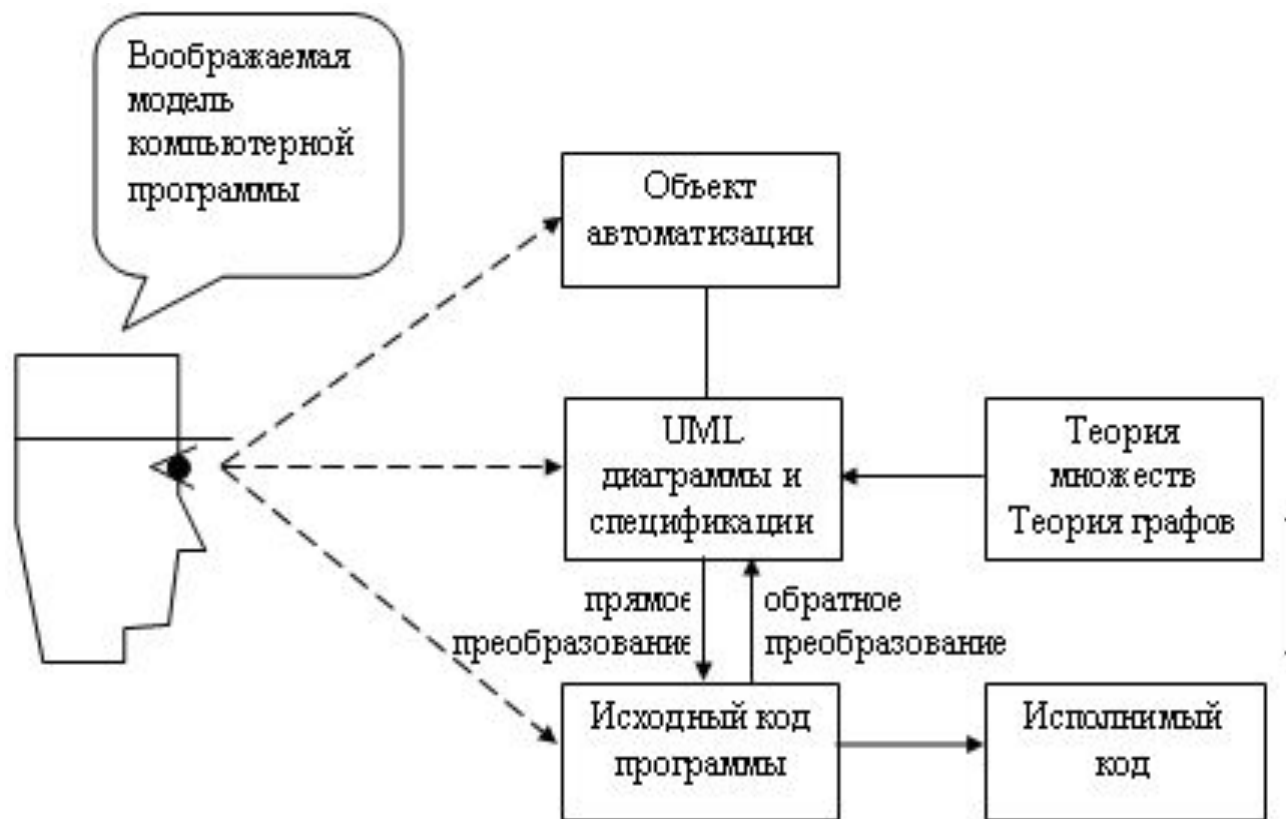 Воображаемая
модель
компьютерной
программы
Объект
автоматизации
UML
диаграммы и
спецификации
Теория
множеств
Теория графов
прямое
преобразование
обратное
преобразование
Исходный код
программы
Исполнимый
код